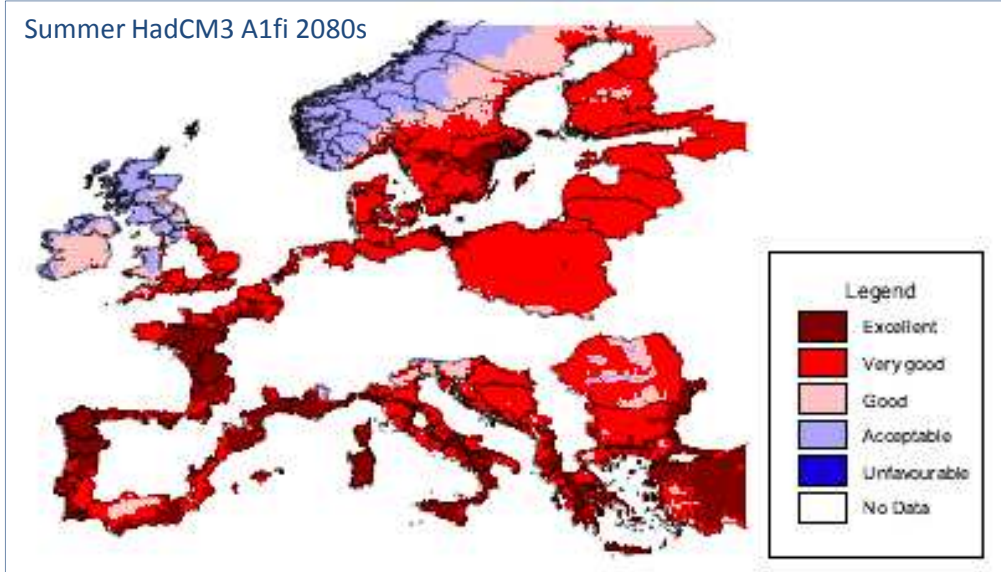 Summer HadCM3 A1fi 2080s
Legend
Excellent
Very good
Good
Acceptable
Unfavourable
No Data